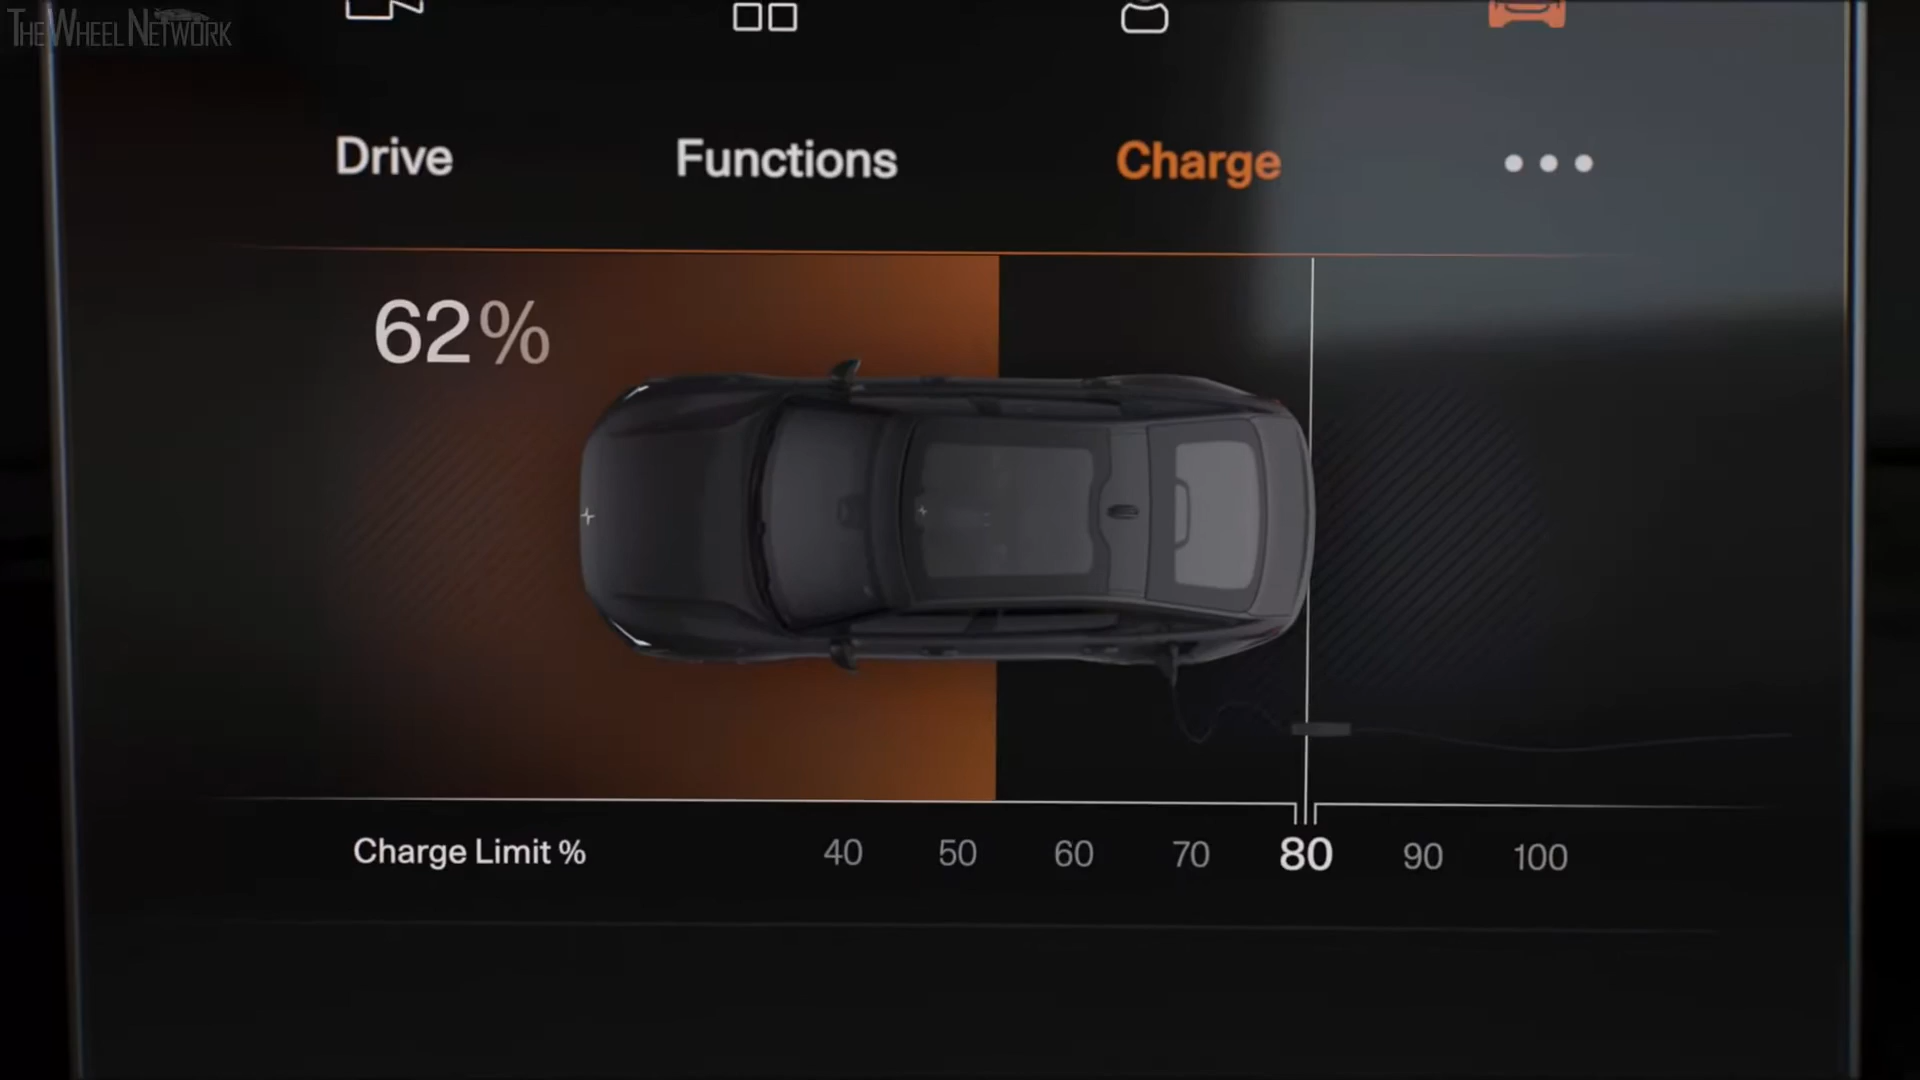 THEWHEELNETWORK
Drive
Functions
Charge
62%
Charge Limit %
40
50
60
70
80
90
100